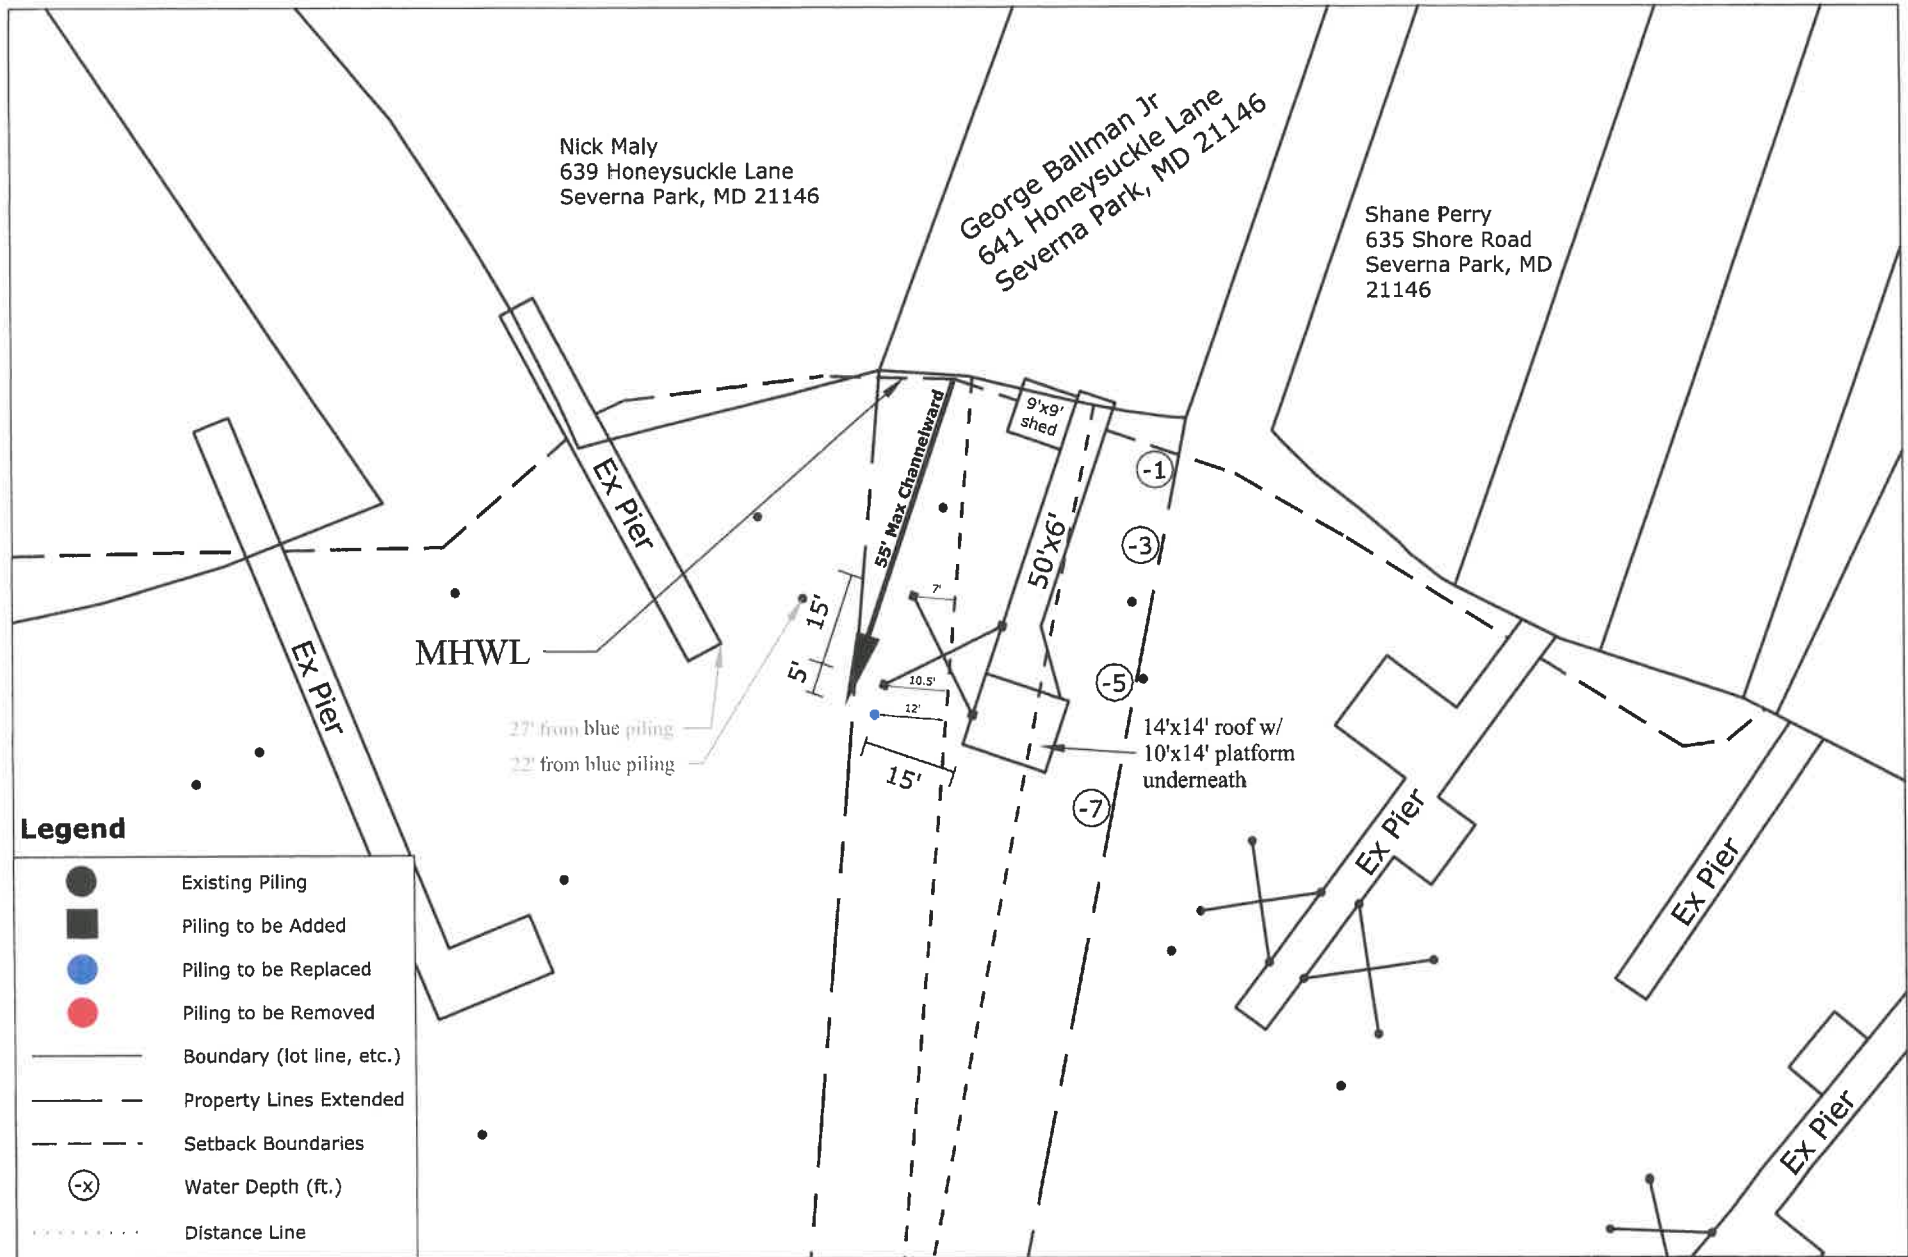 Nick Maly
639 Honeysuckle Lane
Severna Park, MD 21146
George Ballman Jr
641 Honeysuckle Lane
Severna Park, MD 21146
Shane Perry
635 Shore Road
Severna Park, MD
21146
9'x9'
shed
55' Max Channelward
50'x6'
-1
-3
-5
-7
Ex Pier
Ex Pier
MHWL
15'
5'
7'
10.5'
12'
15'
27' from blue piling
22' from blue piling
14'x14' roof w/
10'x14' platform
underneath
Ex Pier
Ex Pier
Ex Pier
Legend
Existing Piling
Piling to be Added
Piling to be Replaced
Piling to be Removed
Boundary (lot line, etc.)
Property Lines Extended
Setback Boundaries
-x Water Depth (ft.)
Distance Line